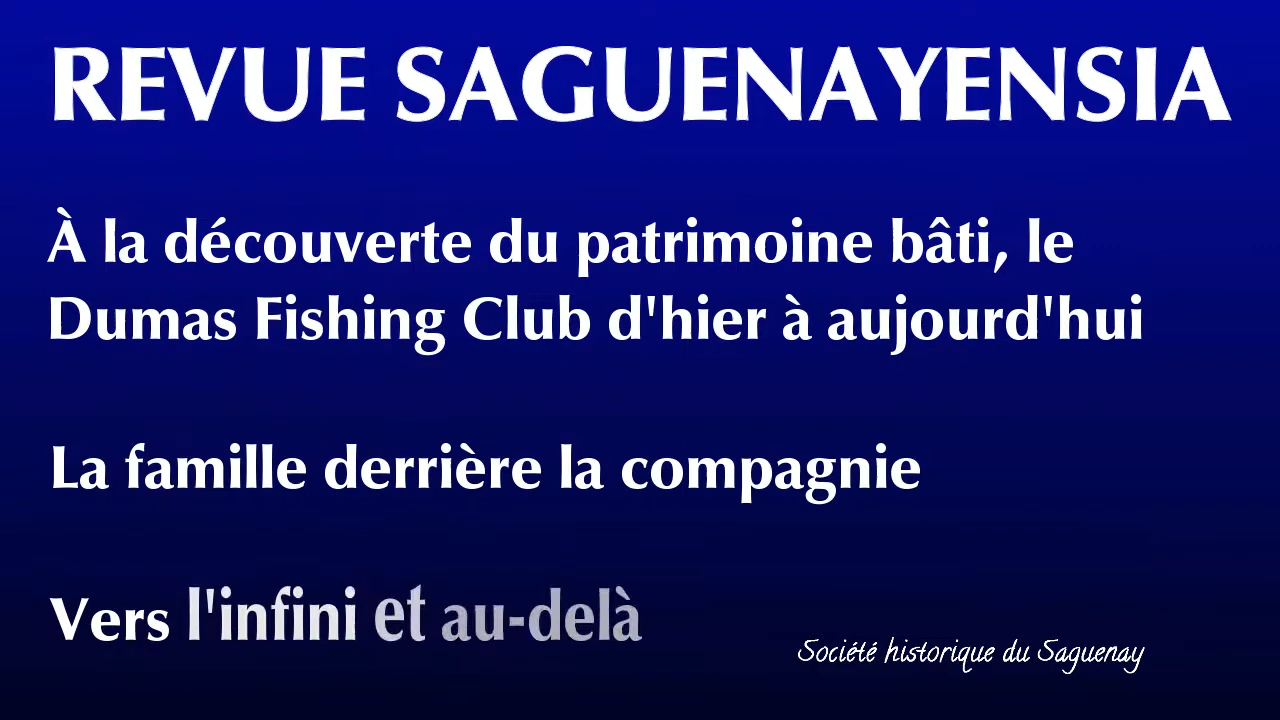 REVUE SAGUENAYENSIA
À la découverte du patrimoine bâti, le
Dumas Fishing Club d'hier à aujourd'hui
La famille derrière la compagnie
Vers l'infini et au-delà
Société historique du Saguenay